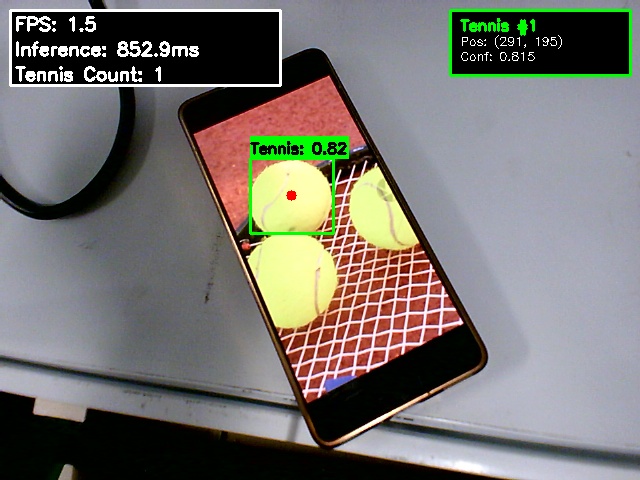 FPS: 1.5
Inference: 852.9ms
Tennis Count: 1
Tennis #1
Pos: (291, 195)
Conf: 0.815
Tennis: 0.82